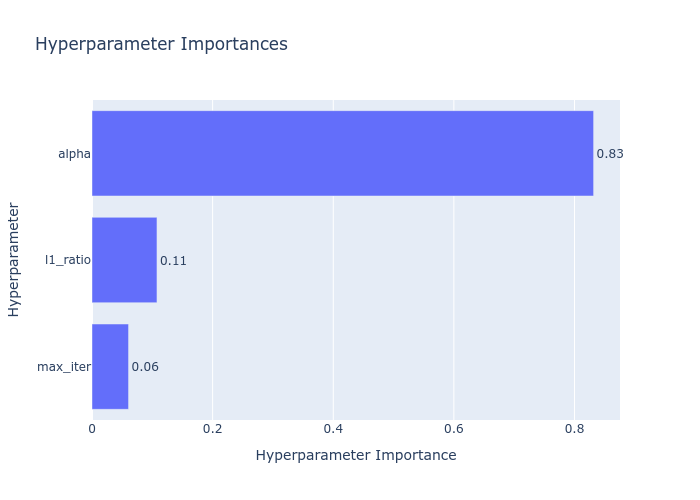 Hyperparameter Importances
Hyperparameter
alpha
0.83
l1_ratio
0.11
max_iter
0.06
0
0.2
0.4
0.6
0.8
Hyperparameter Importance